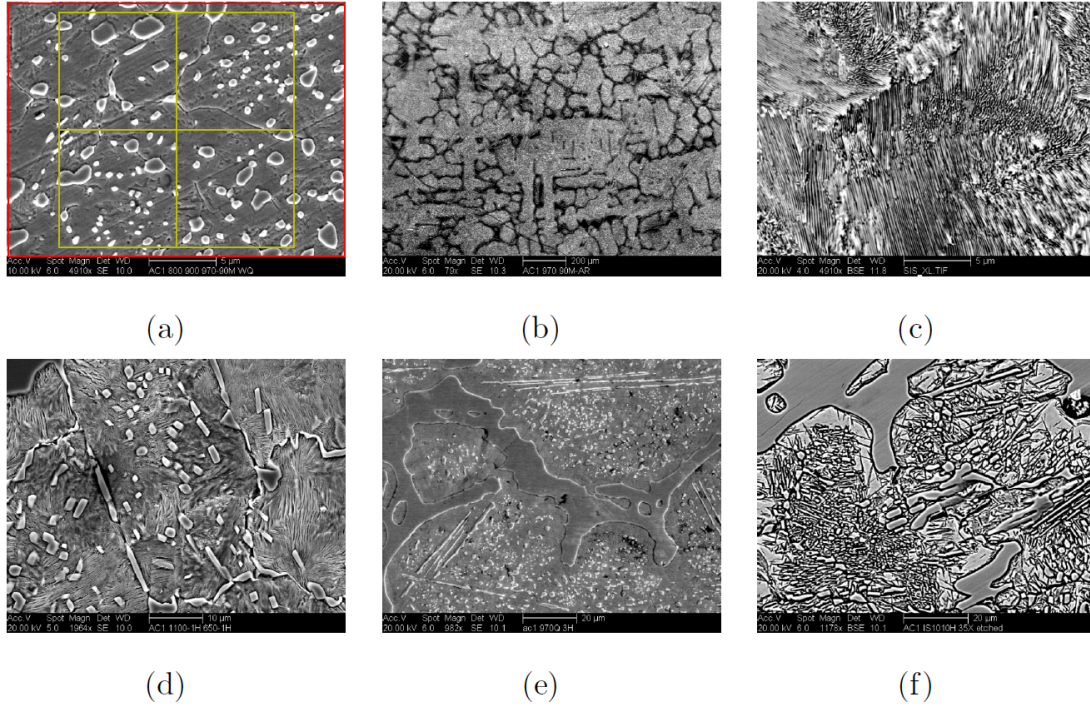 Acc.V Spot Magn Det WD 5 µm
10.00 kV 6.0 4910x SE 10.0 AC1 800 900 970-90M WQ
Acc.V Spot Magn Det WD 200 µm
20.00 kV 6.0 79x SE 10.3 AC1 970 90M-AR
Acc.V Spot Magn Det WD 5 µm
20.00 kV 4.0 4910x BSE 11.8 SIS_XL.TIF
(a)
(b)
(c)
Acc.V Spot Magn Det WD 10 µm
20.00 kV 5.0 1964x SE 10.0 AC1 1100-1H 650-1H
Acc.V Spot Magn Det WD 20 µm
20.00 kV 6.0 982x SE 10.1 ac1 970Q 3H
Acc.V Spot Magn Det WD 20 µm
20.00 kV 6.0 1178x BSE 10.1 AC1 IS1010H 35X etched
(d)
(e)
(f)